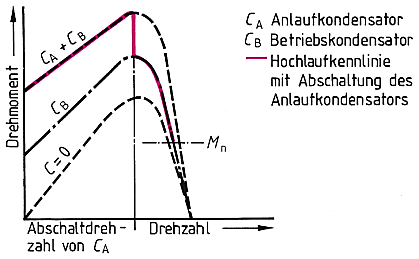 Drehmoment
C_A + C_B
C_B
C=0
M_n
Abschaltdreh-
zahl von C_A
Drehzahl
C_A Anlaufkondensator
C_B Betriebskondensator
Hochlaufkennlinie
mit Abschaltung des
Anlaufkondensators